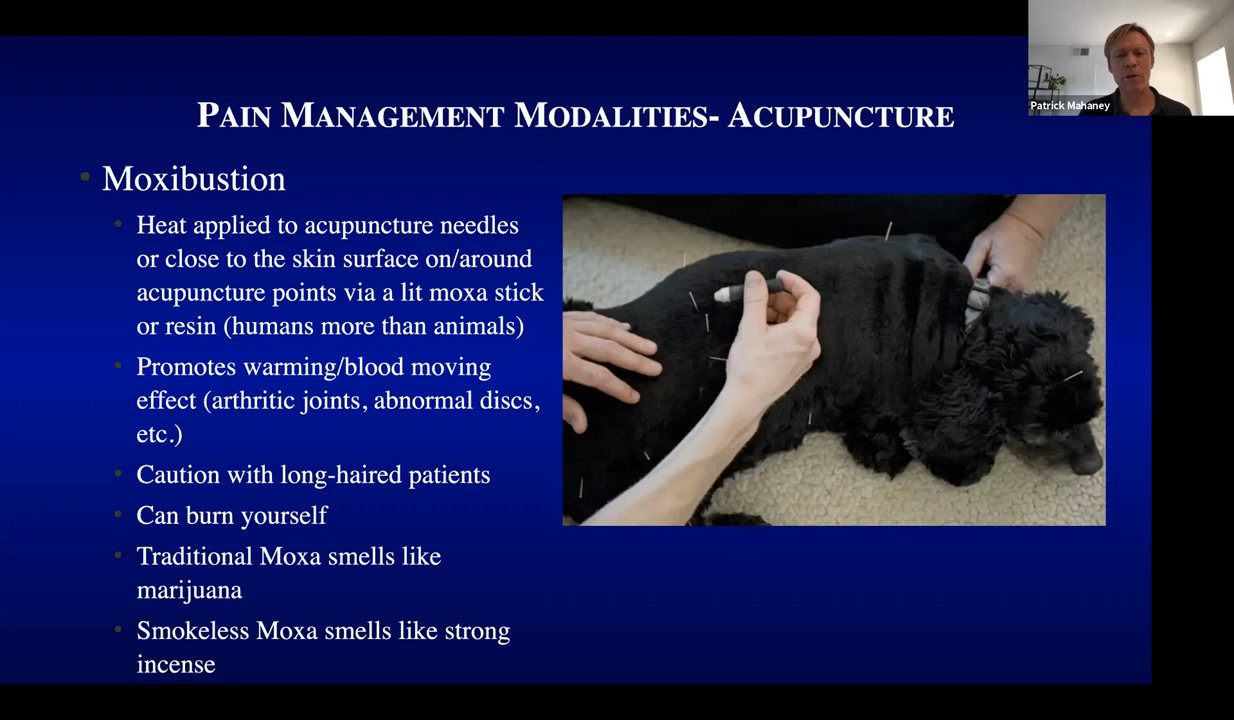 Patrick Mahaney
PAIN MANAGEMENT MODALITIES- ACUPUNCTURE
Moxibustion
Heat applied to acupuncture needles
or close to the skin surface on/around
acupuncture points via a lit moxa stick
or resin (humans more than animals)
Promotes warming/blood moving
effect (arthritic joints, abnormal discs,
etc.)
Caution with long-haired patients
Can burn yourself
Traditional Moxa smells like
marijuana
Smokeless Moxa smells like strong
incense